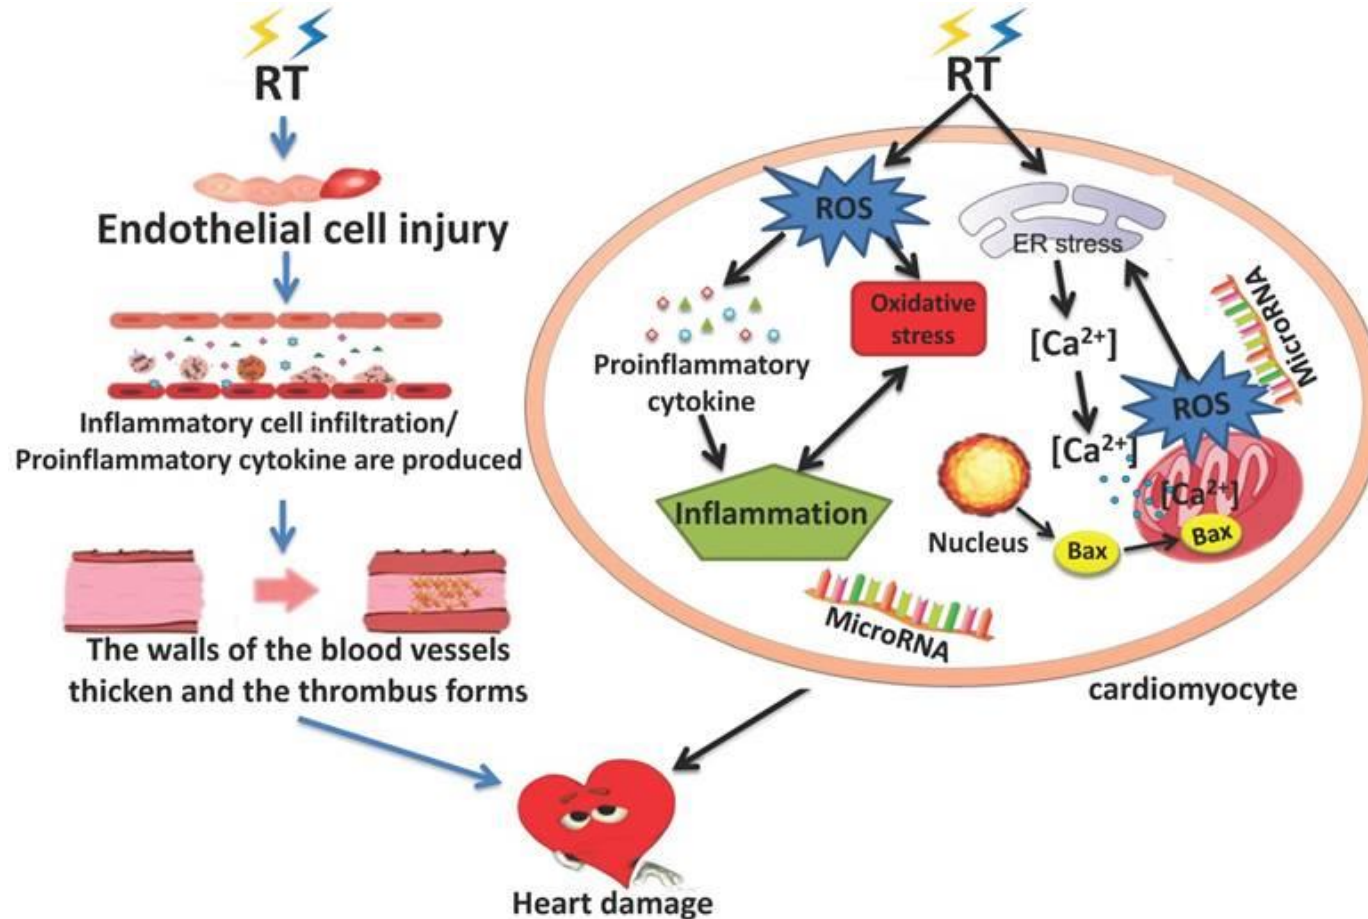 RT
Endothelial cell injury
Inflammatory cell infiltration/
Proinflammatory cytokine are produced
The walls of the blood vessels
thicken and the thrombus forms
RT
ROS
ER stress
Oxidative
stress
Proinflammatory
cytokine
Inflammation
[Ca²⁺]
[Ca²⁺]
[Ca²⁺]
MicroRNA
ROS
Nucleus
Bax
Bax
MicroRNA
cardiomyocyte
Heart damage